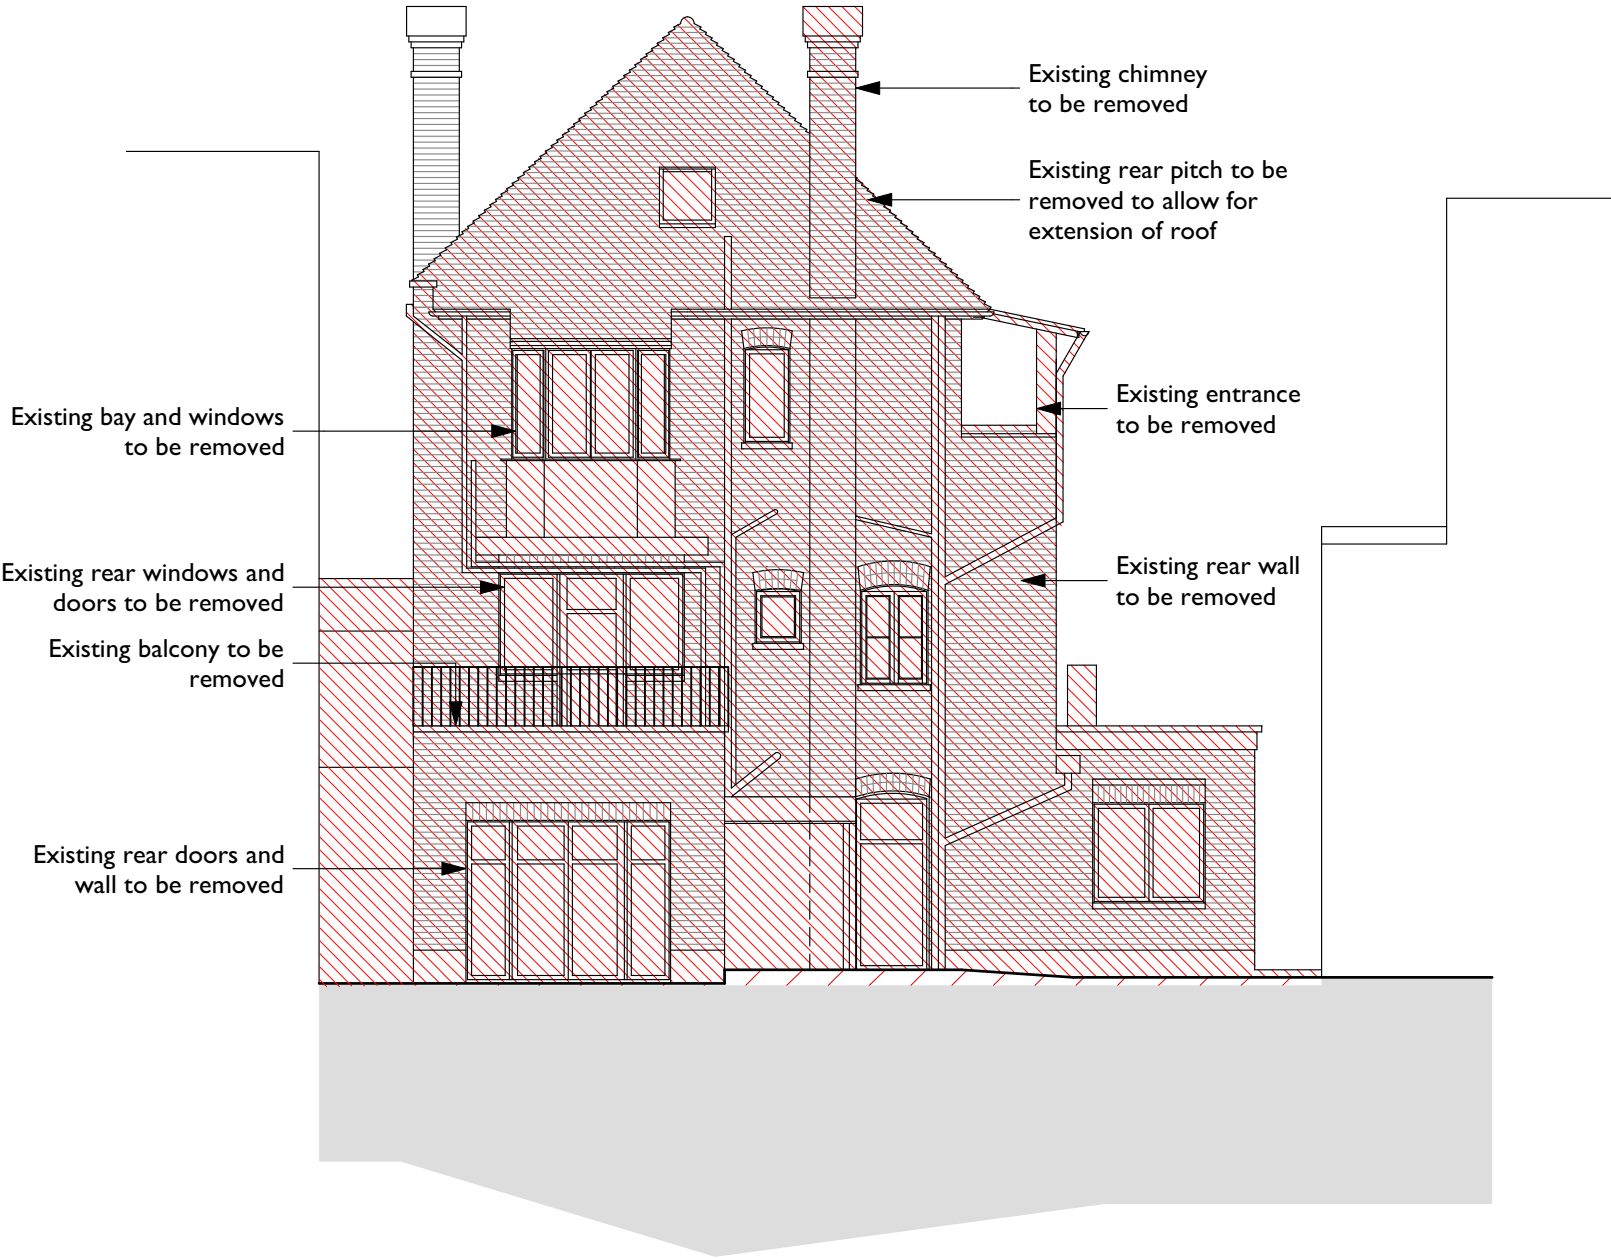 Existing chimney
to be removed
Existing rear pitch to be
removed to allow for
extension of roof
Existing entrance
to be removed
Existing bay and windows
to be removed
Existing rear wall
to be removed
Existing rear windows and
doors to be removed
Existing balcony to be
removed
Existing rear doors and
wall to be removed